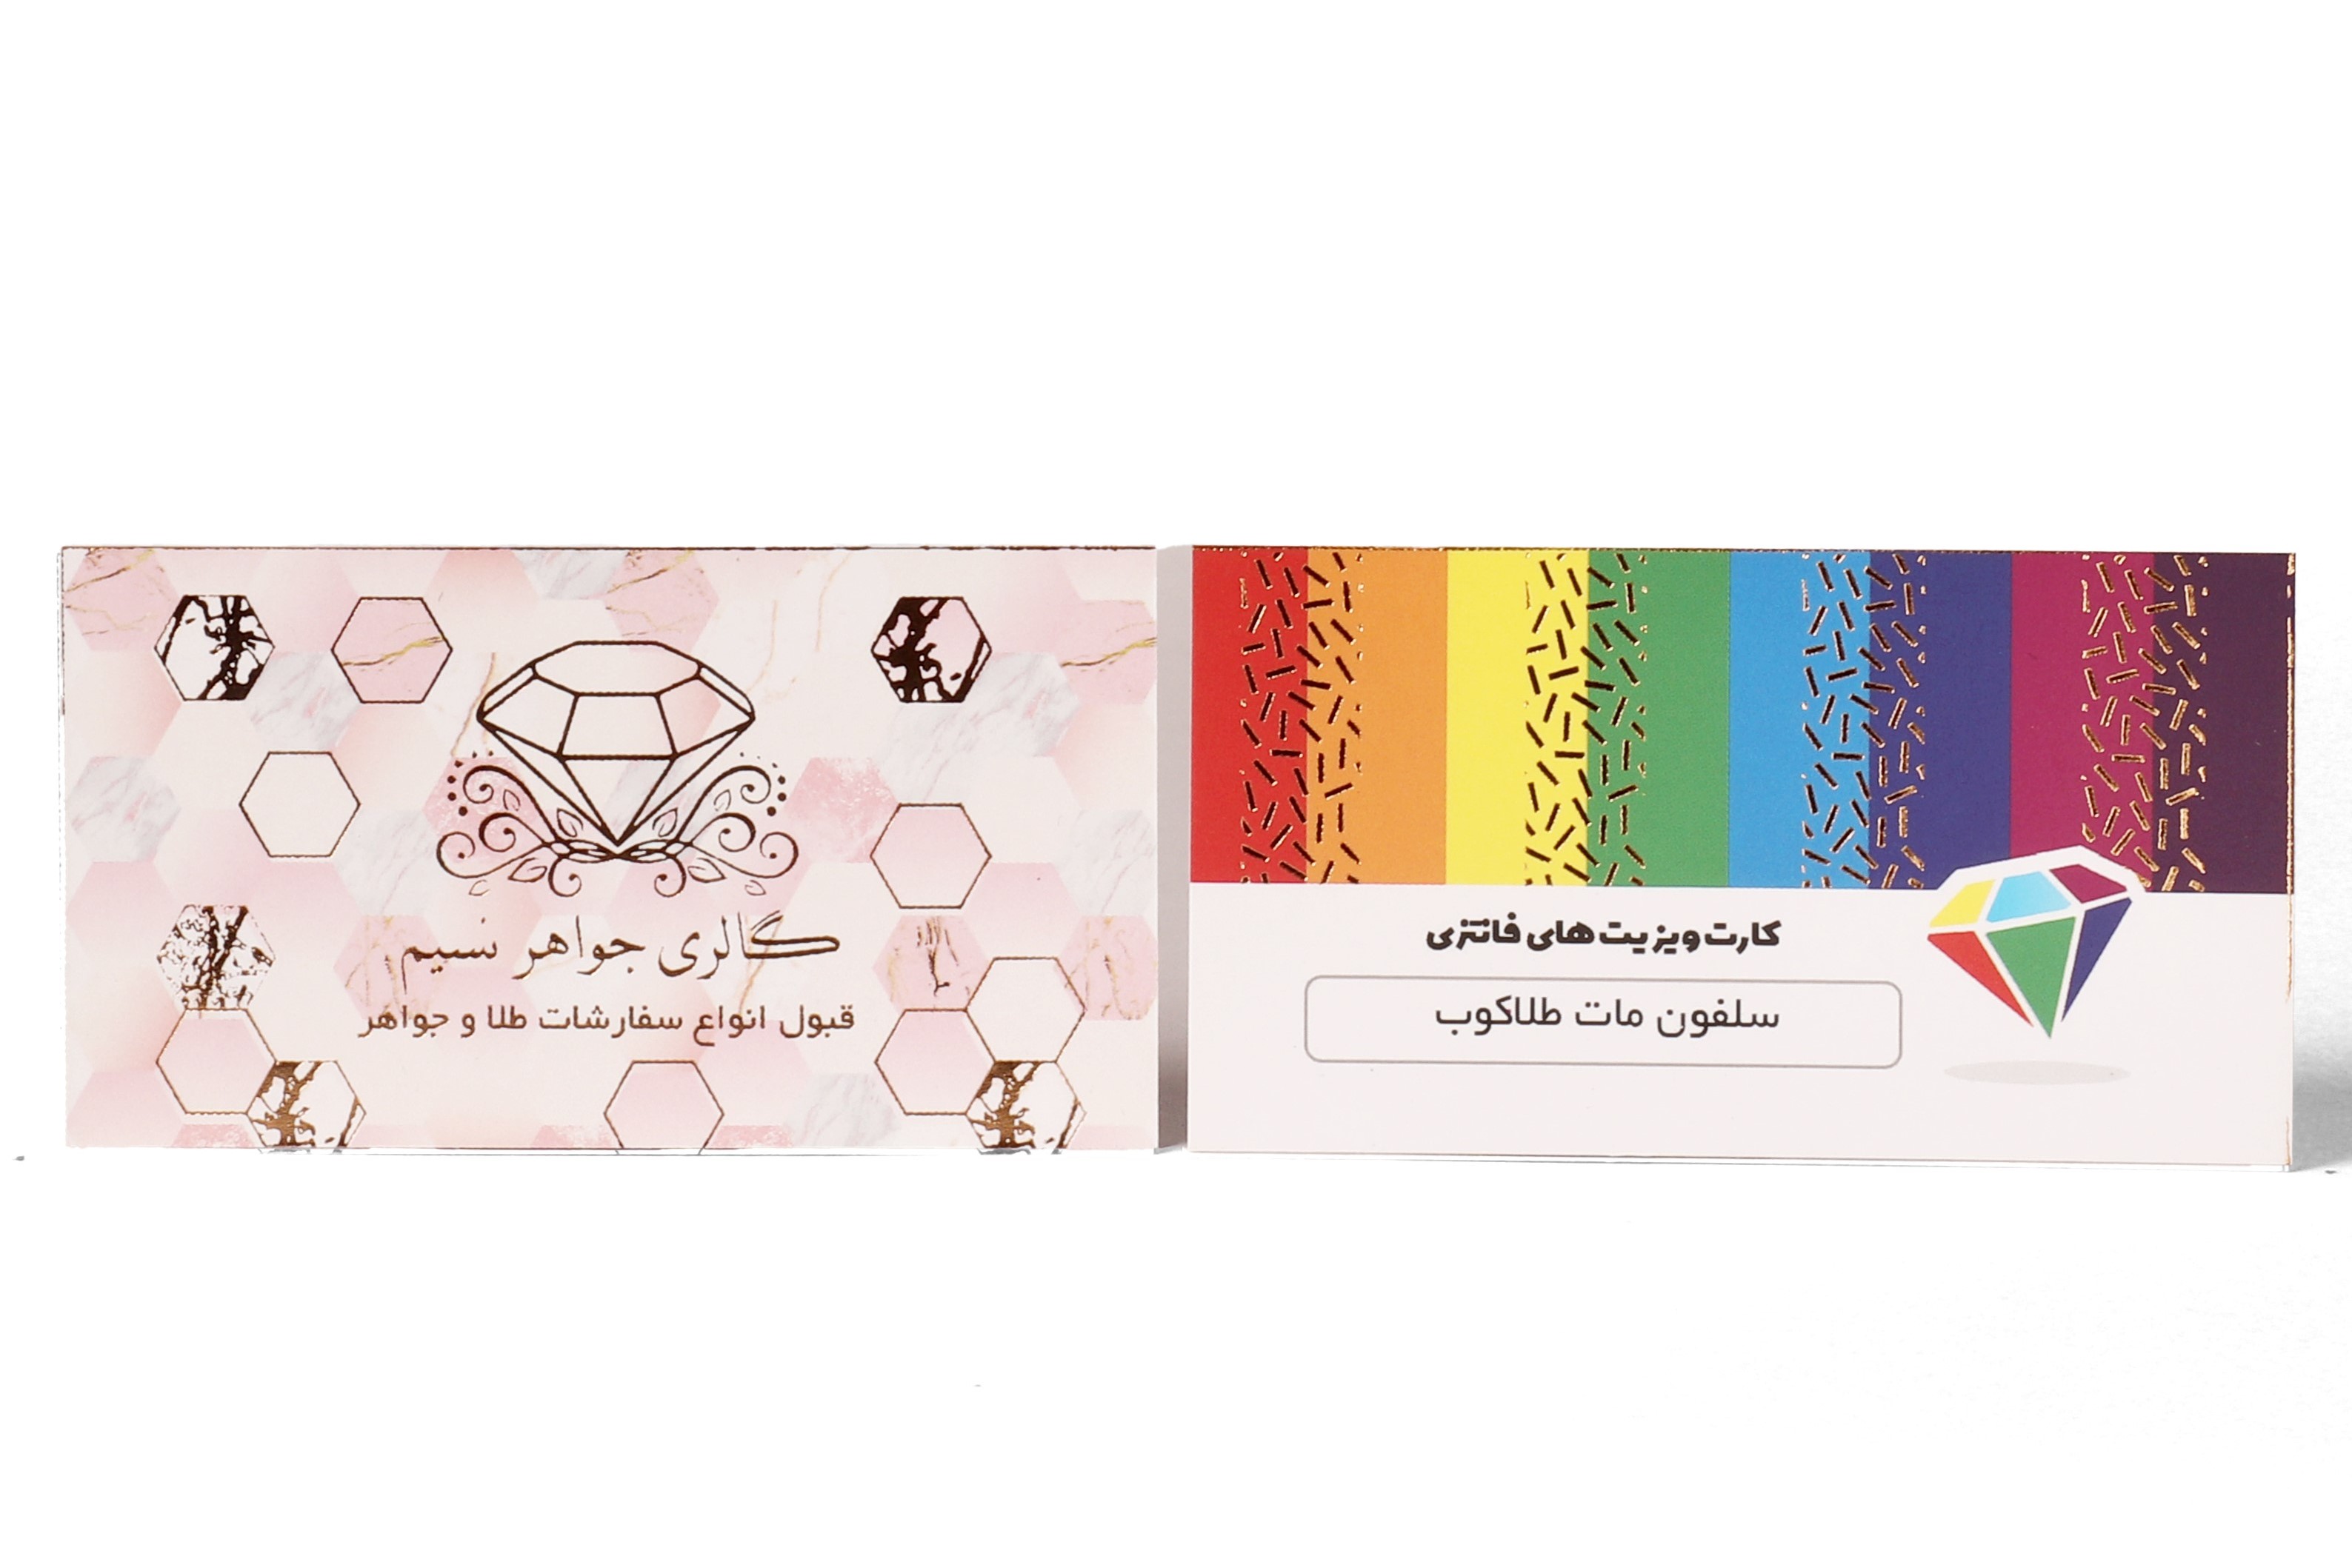 گالری جواهر نسیم
قبول انواع سفارشات طلا و جواهر
کارت ویزیت های فانتزی
سلفون مات طلاکوب